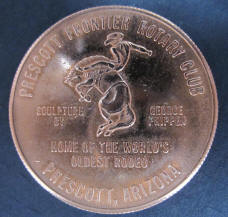 PRESCOTT FRONTIER ROTARY CLUB
SCULPTURE BY
GEORGE PHIPPEN
HOME OF THE WORLD'S
OLDEST RODEO
PRESCOTT, ARIZONA